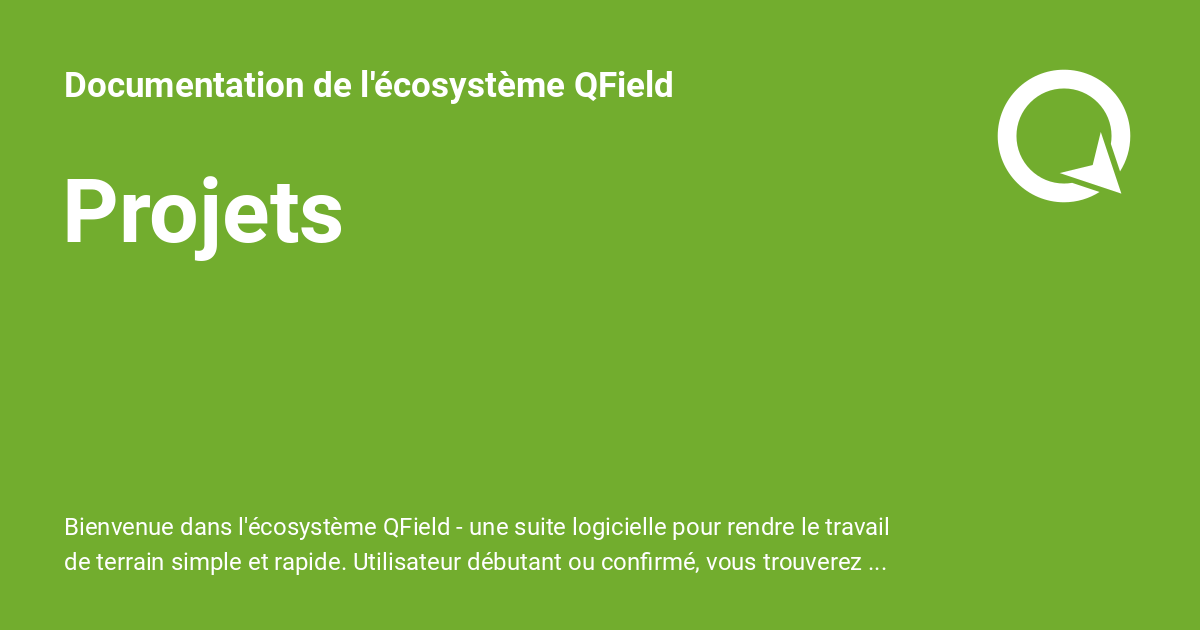 Documentation de l'écosystème QField
Projets
Bienvenue dans l'écosystème QField - une suite logicielle pour rendre le travail
de terrain simple et rapide. Utilisateur débutant ou confirmé, vous trouverez ...